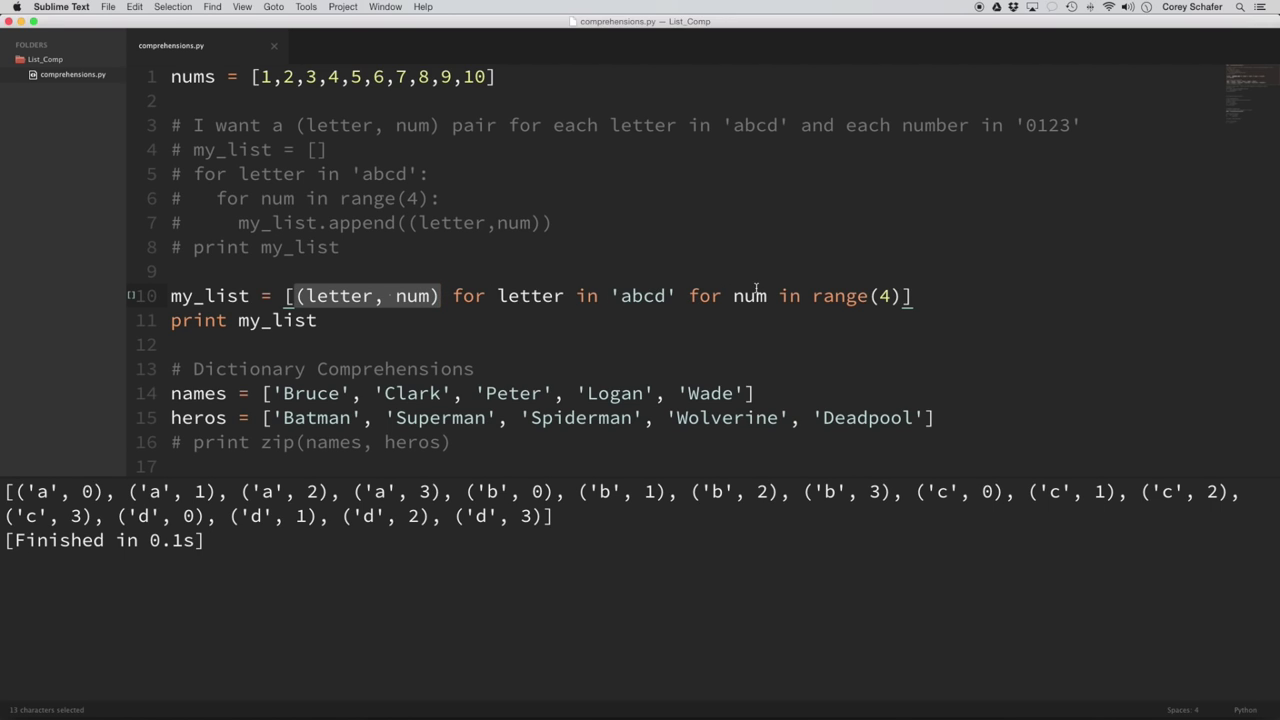 Sublime Text File Edit Selection Find View Goto Tools Project Window Help Corey Schafer
comprehensions.py — List_Comp
FOLDERS
List_Comp
comprehensions.py
comprehensions.py ×
1 nums = [1,2,3,4,5,6,7,8,9,10]
2
3 # I want a (letter, num) pair for each letter in 'abcd' and each number in '0123'
4 # my_list = []
5 # for letter in 'abcd':
6 #   for num in range(4):
7 #     my_list.append((letter,num))
8 # print my_list
9
10 my_list = [(letter, num) for letter in 'abcd' for num in range(4)]
11 print my_list
12
13 # Dictionary Comprehensions
14 names = ['Bruce', 'Clark', 'Peter', 'Logan', 'Wade']
15 heros = ['Batman', 'Superman', 'Spiderman', 'Wolverine', 'Deadpool']
16 # print zip(names, heros)
17
[('a', 0), ('a', 1), ('a', 2), ('a', 3), ('b', 0), ('b', 1), ('b', 2), ('b', 3), ('c', 0), ('c', 1), ('c', 2),
('c', 3), ('d', 0), ('d', 1), ('d', 2), ('d', 3)]
[Finished in 0.1s]
13 characters selected Spaces: 4 Python